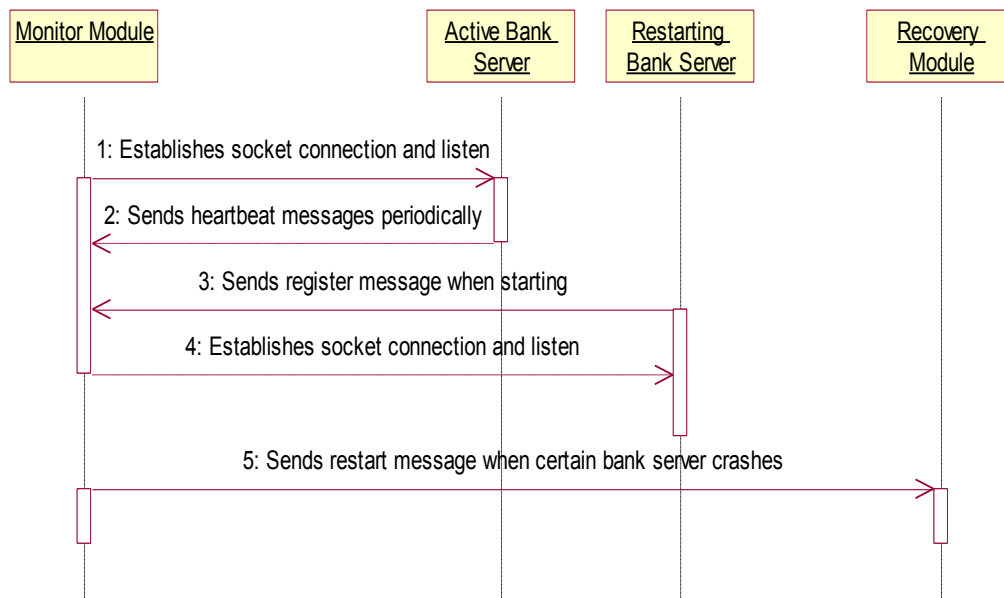 Monitor Module
Active Bank
Server
Restarting
Bank Server
Recovery
Module
1: Establishes socket connection and listen
2: Sends heartbeat messages periodically
3: Sends register message when starting
4: Establishes socket connection and listen
5: Sends restart message when certain bank server crashes